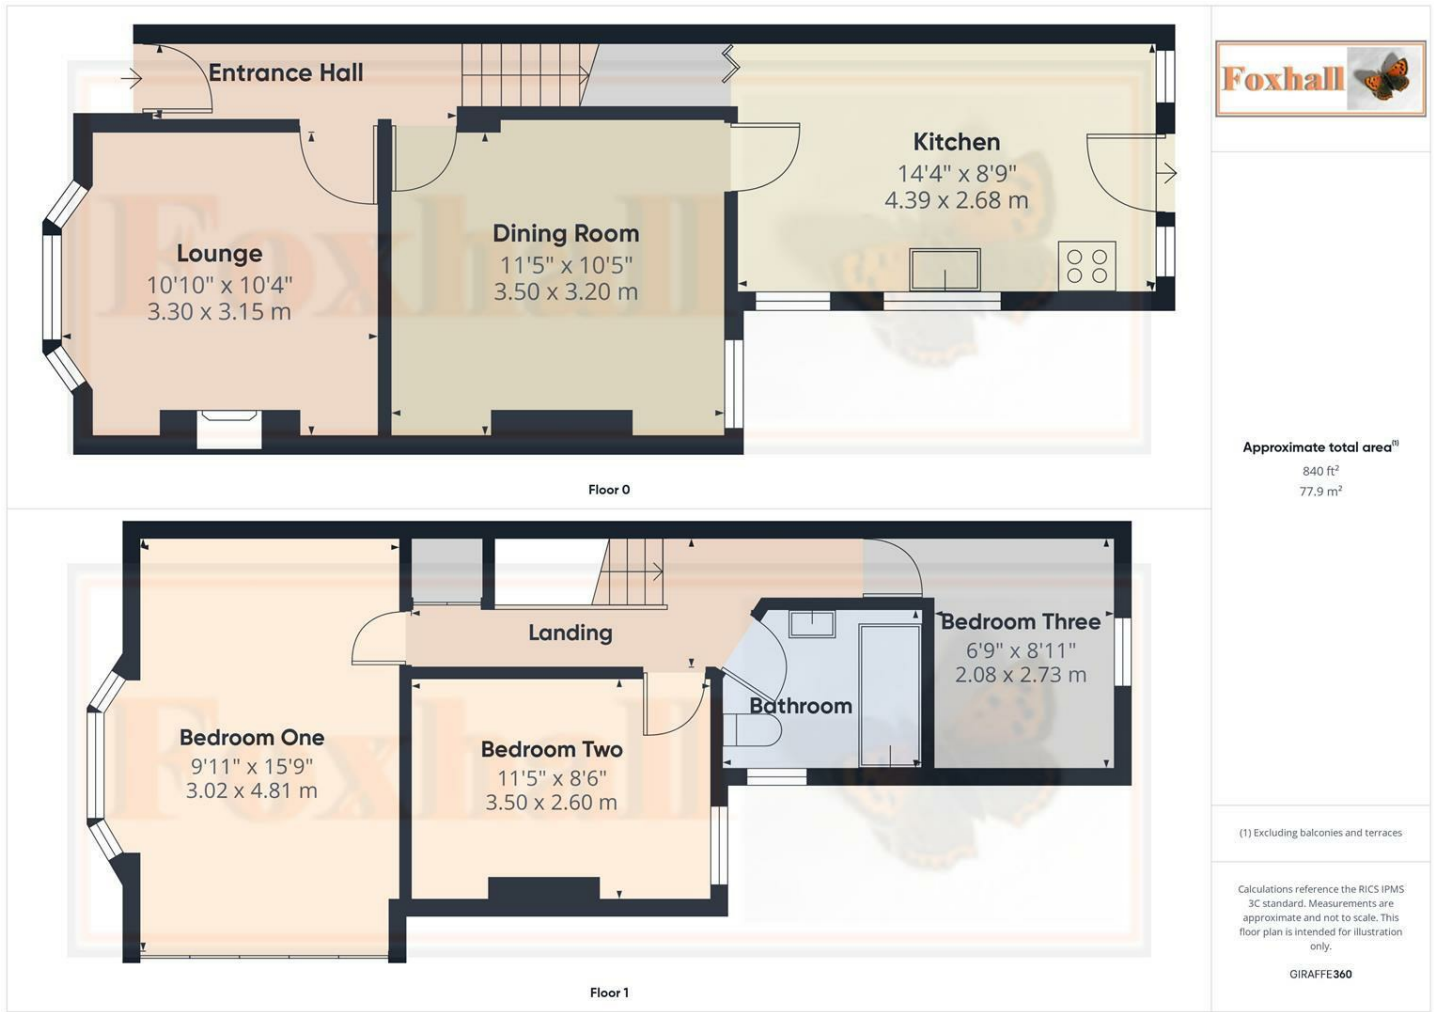 Entrance Hall
Foxhall
Kitchen
14'4" x 8'9"
4.39 x 2.68 m
Lounge
10'10" x 10'4"
3.30 x 3.15 m
Dining Room
11'5" x 10'5"
3.50 x 3.20 m
Foxhall
Floor 0
Approximate total area(1)
840 ft²
77.9 m²
Landing
Bedroom Three
6'9" x 8'11"
2.08 x 2.73 m
Bathroom
Bedroom One
9'11" x 15'9"
3.02 x 4.81 m
Bedroom Two
11'5" x 8'6"
3.50 x 2.60 m
Foxhall
Floor 1
(1) Excluding balconies and terraces
Calculations reference the RICS IPMS
3C standard. Measurements are
approximate and not to scale. This
floor plan is intended for illustration
only.
GIRAFFE360